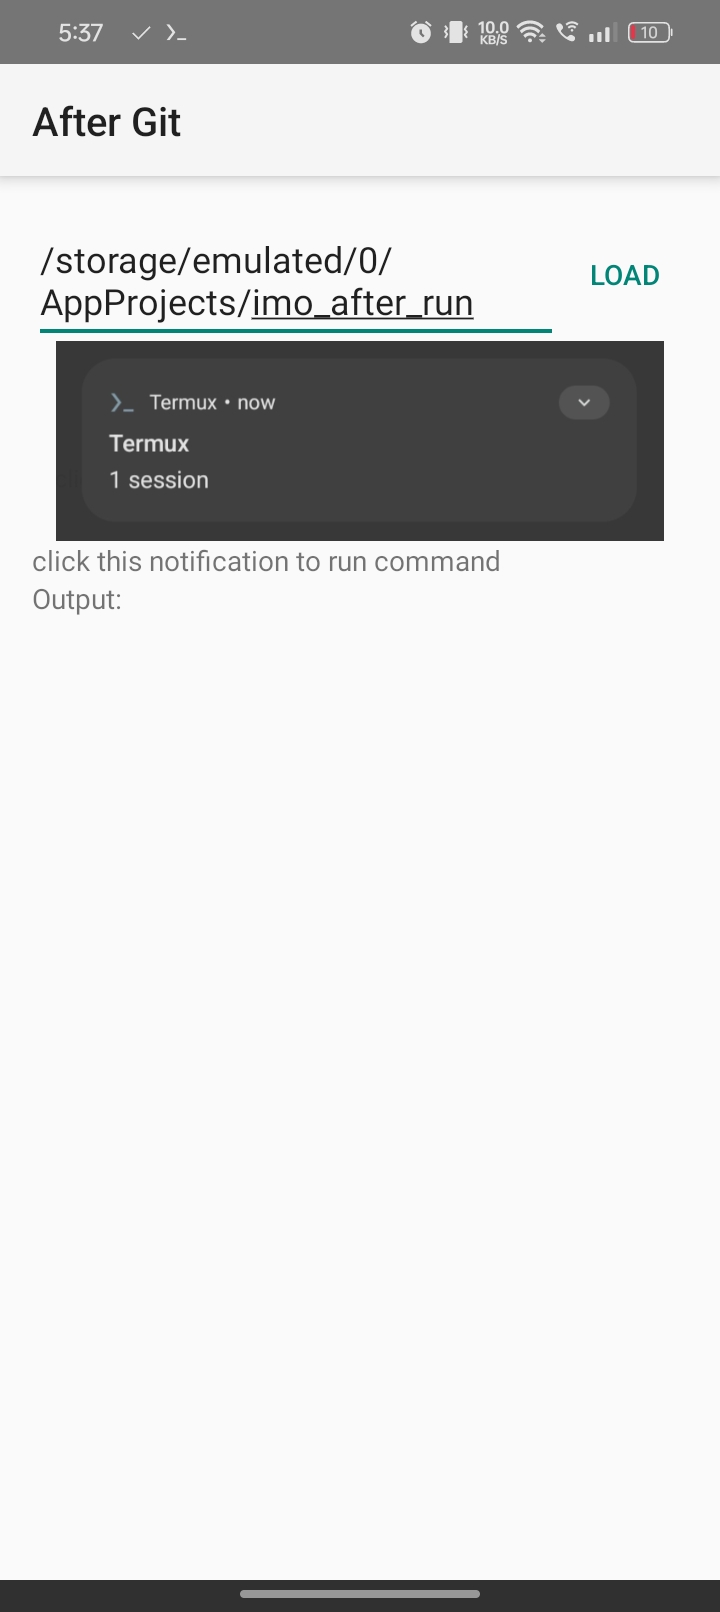 5:37
10.0
KB/S
10
After Git
/storage/emulated/0/
AppProjects/imo_after_run
LOAD
Termux • now
Termux
1 session
click this notification to run command
Output: